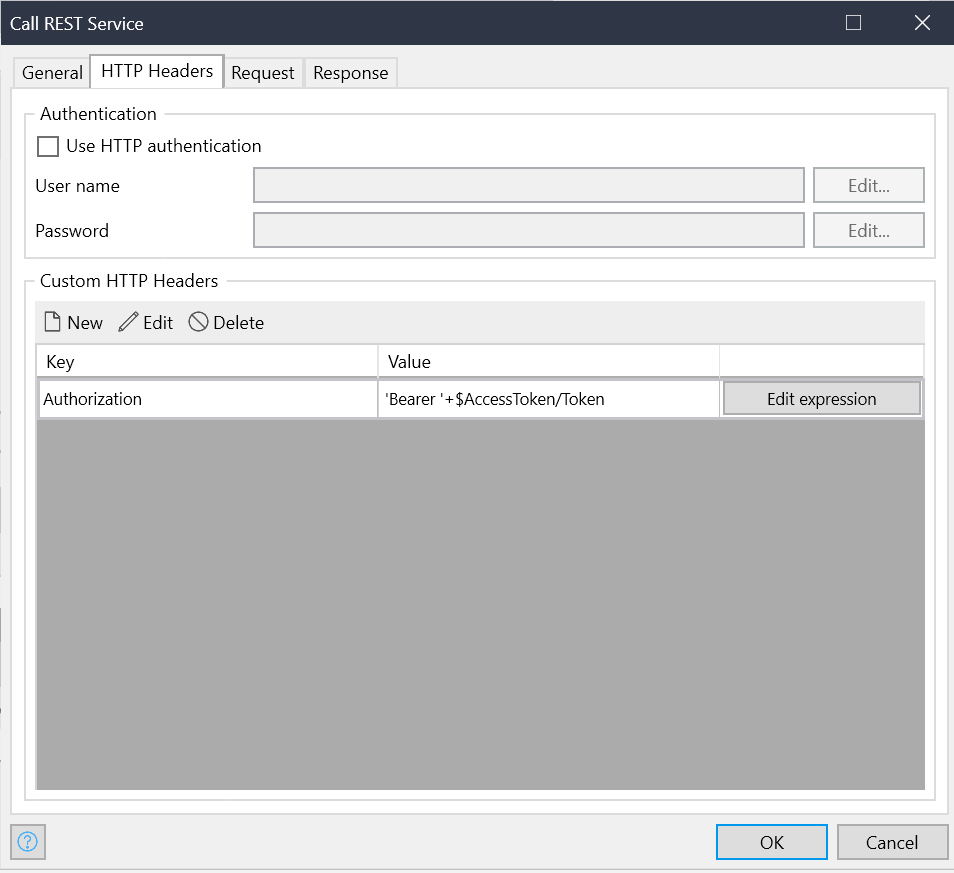 Call REST Service
General HTTP Headers Request Response
Authentication
Use HTTP authentication
User name Edit...
Password Edit...
Custom HTTP Headers
New Edit Delete
Key Value
Authorization 'Bearer '+$AccessToken/Token Edit expression
? OK Cancel